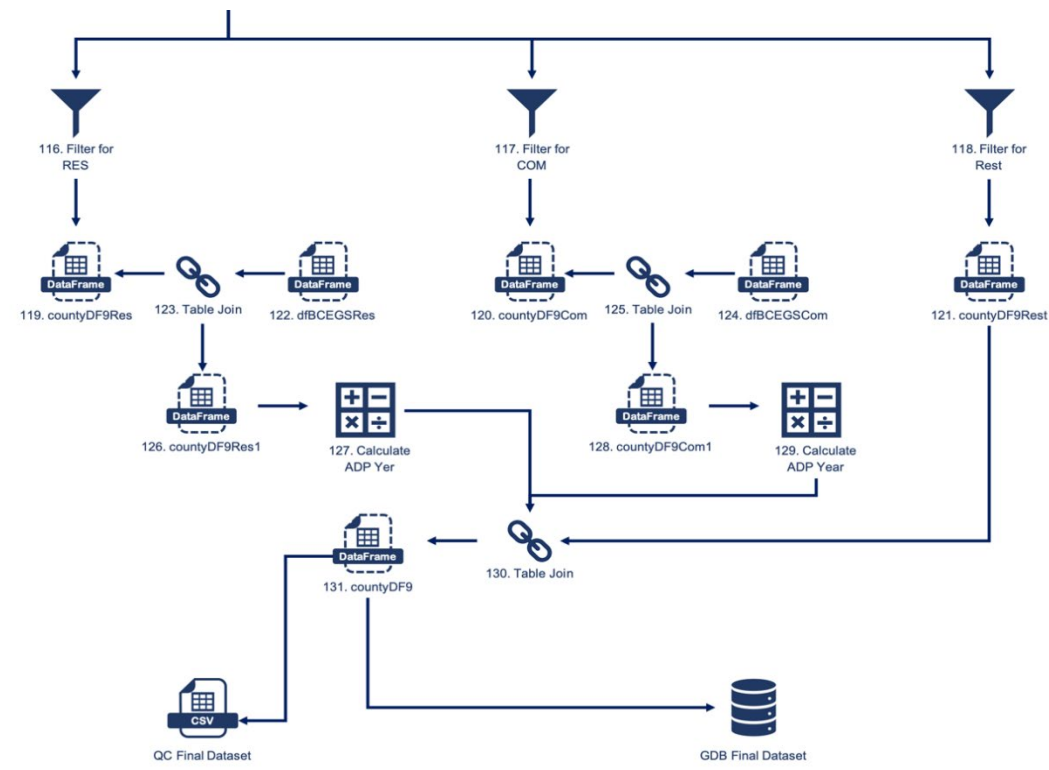 116. Filter for
RES
117. Filter for
COM
118. Filter for
Rest
DataFrame
119. countyDF9Res
123. Table Join
DataFrame
122. dfBCEGSRes
DataFrame
120. countyDF9Com
125. Table Join
DataFrame
124. dfBCEGSCom
DataFrame
121. countyDF9Rest
DataFrame
126. countyDF9Res1
127. Calculate
ADP Yer
DataFrame
128. countyDF9Com1
129. Calculate
ADP Year
DataFrame
131. countyDF9
130. Table Join
CSV
QC Final Dataset
GDB Final Dataset